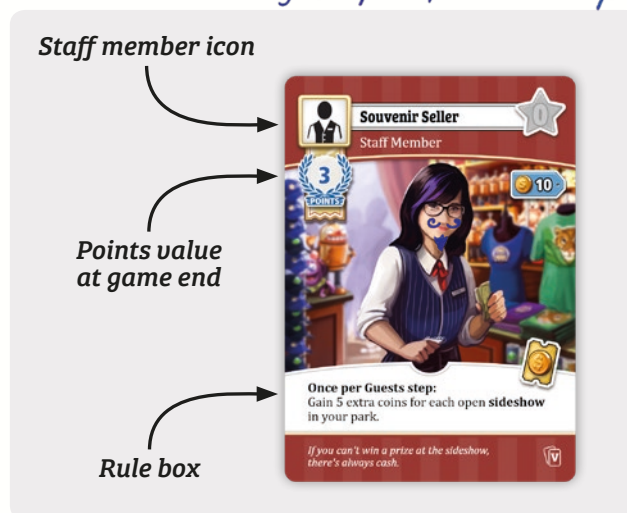 Staff member icon
Souvenir Seller
0
Staff Member
3
POINTS
10
Points value
at game end
Once per Guests step:
Gain 5 extra coins for each open sideshow
in your park.
Rule box
If you can't win a prize at the sideshow,
there's always cash.
V